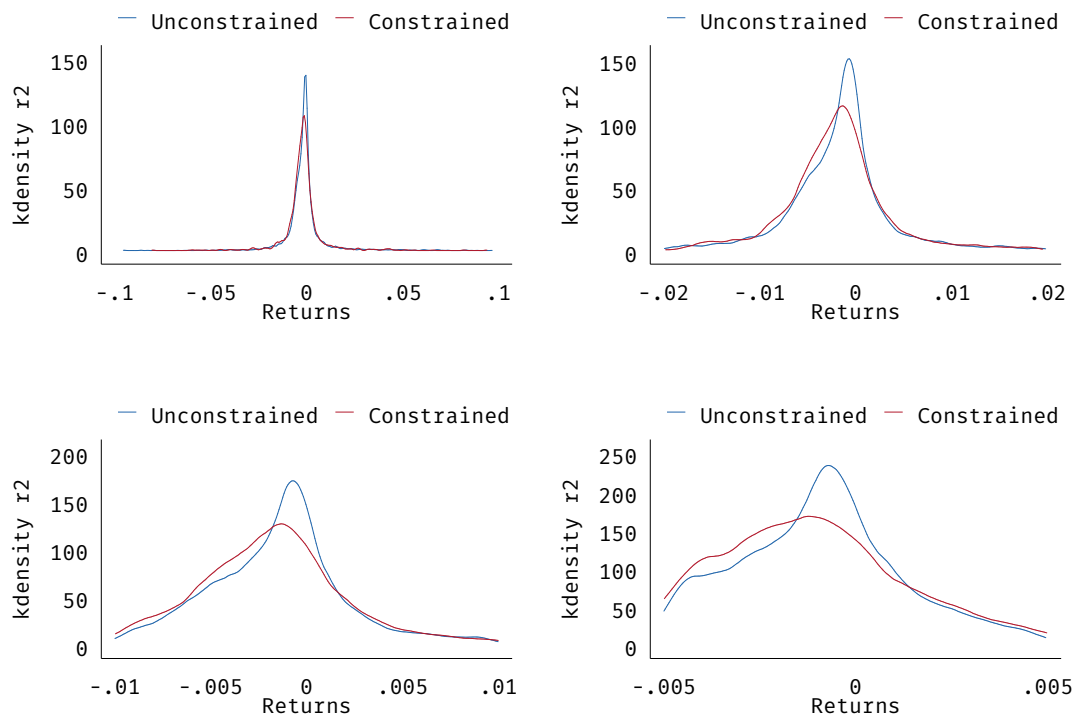 Unconstrained Constrained
kdensity r2
150
100
50
0
-.1 -.05 0 .05 .1
Returns
Unconstrained Constrained
kdensity r2
150
100
50
0
-.02 -.01 0 .01 .02
Returns
Unconstrained Constrained
kdensity r2
200
150
100
50
0
-.01 -.005 0 .005 .01
Returns
Unconstrained Constrained
kdensity r2
250
200
150
100
50
0
-.005 0 .005
Returns